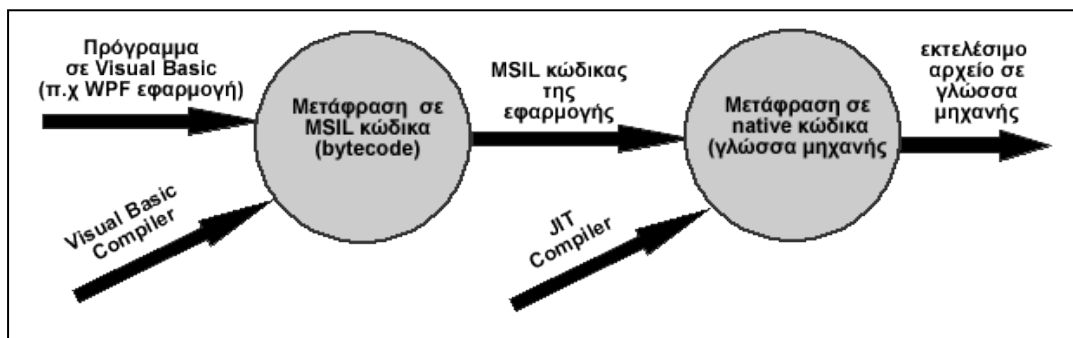 Πρόγραμμα
σε Visual Basic
(π.χ WPF εφαρμογή)
Visual Basic
Compiler
Μετάφραση σε
MSIL κώδικα
(bytecode)
MSIL κώδικας
της
εφαρμογής
JIT
Compiler
Μετάφραση σε
native κώδικα
(γλώσσα μηχανής
εκτελέσιμο
αρχείο σε
γλώσσα
μηχανής